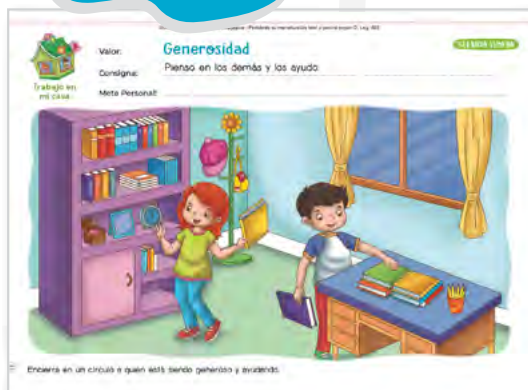 Valor:
Generosidad
Consigna:
Pienso en los demás y los ayudo
Trabajo en
mi casa
Meta Personal:
Encierra en un círculo a quien está siendo generoso y ayudando.